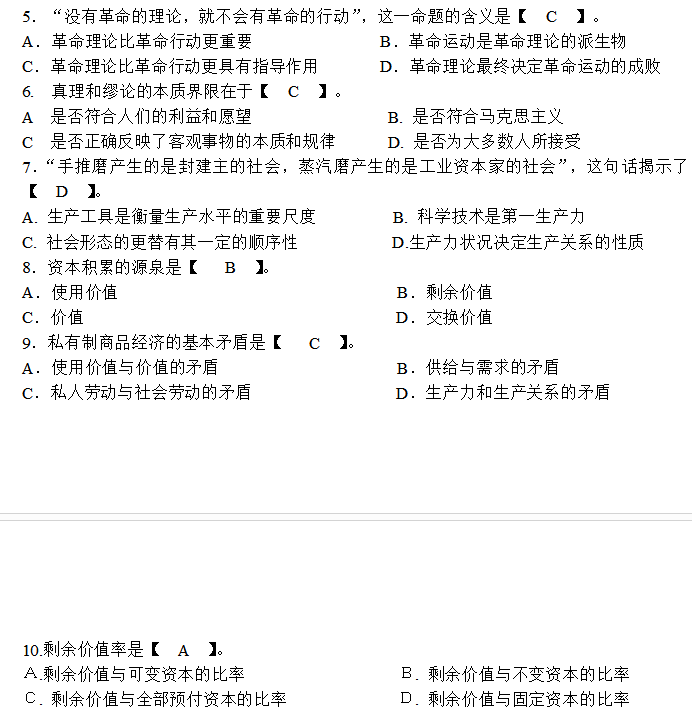 5．“没有革命的理论，就不会有革命的行动”，这一命题的含义是【 C 】。
A．革命理论比革命行动更重要 B．革命运动是革命理论的派生物
C．革命理论比革命行动更具有指导作用 D．革命理论最终决定革命运动的成败
6. 真理和缪论的本质界限在于【 C 】。
A 是否符合人们的利益和愿望 B. 是否符合马克思主义
C 是否正确反映了客观事物的本质和规律 D. 是否为大多数人所接受
7．“手推磨产生的是封建主的社会，蒸汽磨产生的是工业资本家的社会”，这句话揭示了
【 D 】。
A. 生产工具是衡量生产水平的重要尺度 B. 科学技术是第一生产力
C. 社会形态的更替有其一定的顺序性 D.生产力状况决定生产关系的性质
8．资本积累的源泉是【 B 】。
A．使用价值 B．剩余价值
C．价值 D．交换价值
9．私有制商品经济的基本矛盾是【 C 】。
A．使用价值与价值的矛盾 B．供给与需求的矛盾
C．私人劳动与社会劳动的矛盾 D．生产力和生产关系的矛盾
10.剩余价值率是【 A 】。
Ａ.剩余价值与可变资本的比率 Ｂ. 剩余价值与不变资本的比率
Ｃ. 剩余价值与全部预付资本的比率 Ｄ. 剩余价值与固定资本的比率